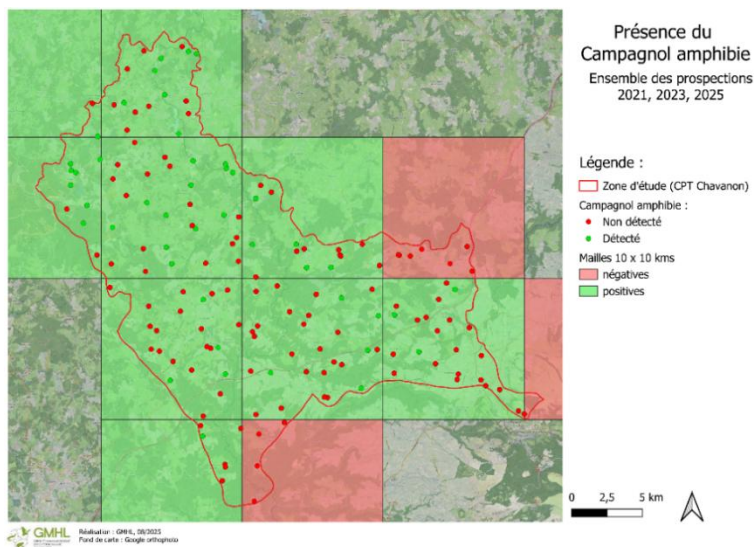 Présence du
Campagnol amphibie
Ensemble des prospections
2021, 2023, 2025
Légende :
Zone d'étude (CPT Chavanon)
Campagnol amphibie :
Non détecté
Détecté
Mailles 10 x 10 kms
négatives
positives
0 2,5 5 km
GMHL
Réalisation : GMHL, 08/2025
Fond de carte : Google orthophoto